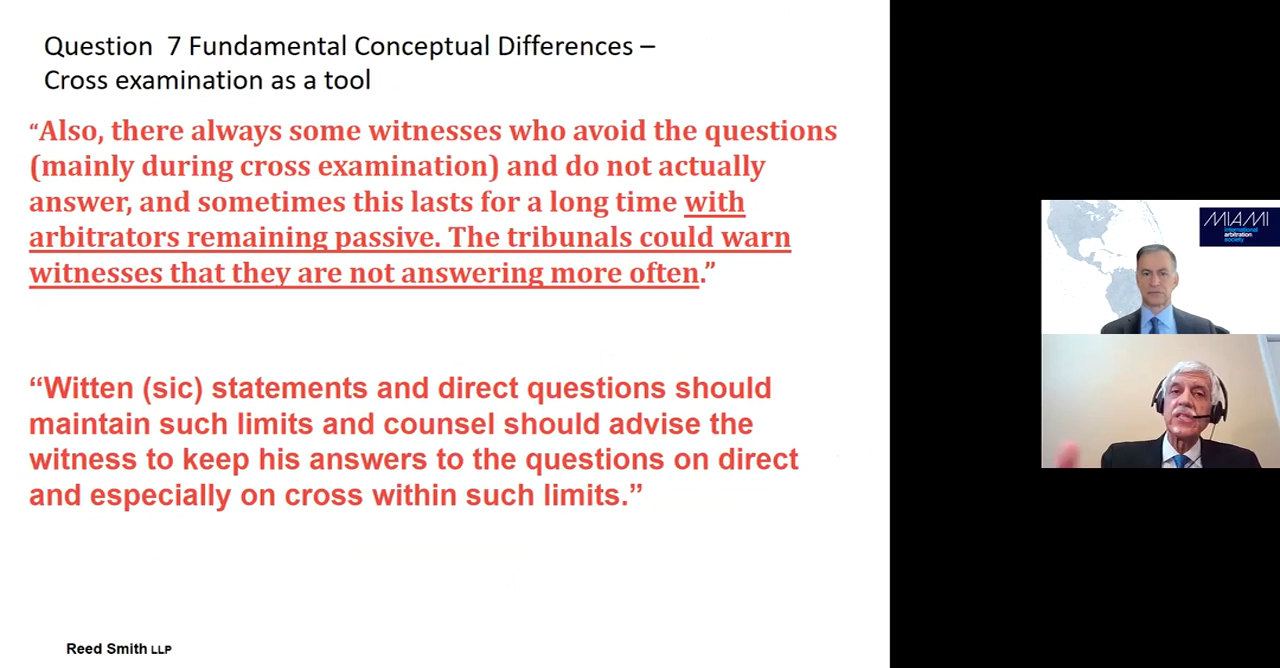 Question  7 Fundamental Conceptual Differences –
Cross examination as a tool
“Also, there always some witnesses who avoid the questions
(mainly during cross examination) and do not actually
answer, and sometimes this lasts for a long time with
arbitrators remaining passive. The tribunals could warn
witnesses that they are not answering more often.”
“Witten (sic) statements and direct questions should
maintain such limits and counsel should advise the
witness to keep his answers to the questions on direct
and especially on cross within such limits.”
Reed Smith LLP
MIAMI
international
arbitration
society